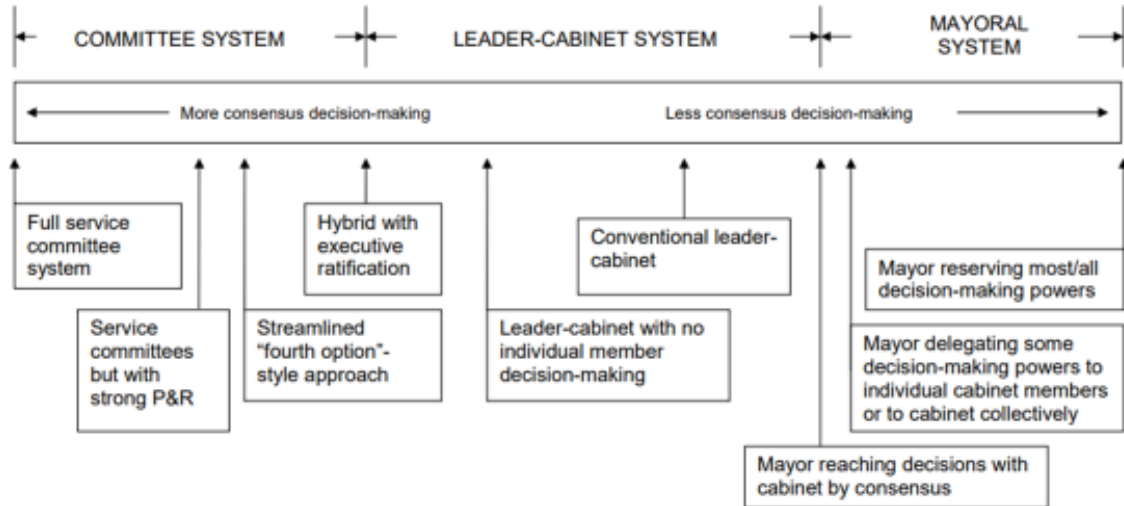 COMMITTEE SYSTEM
LEADER-CABINET SYSTEM
MAYORAL
SYSTEM
More consensus decision-making
Less consensus decision-making
Full service
committee
system
Hybrid with
executive
ratification
Conventional leader-
cabinet
Mayor reserving most/all
decision-making powers
Service
committees
but with
strong P&R
Streamlined
“fourth option”-
style approach
Leader-cabinet with no
individual member
decision-making
Mayor delegating some
decision-making powers to
individual cabinet members
or to cabinet collectively
Mayor reaching decisions with
cabinet by consensus